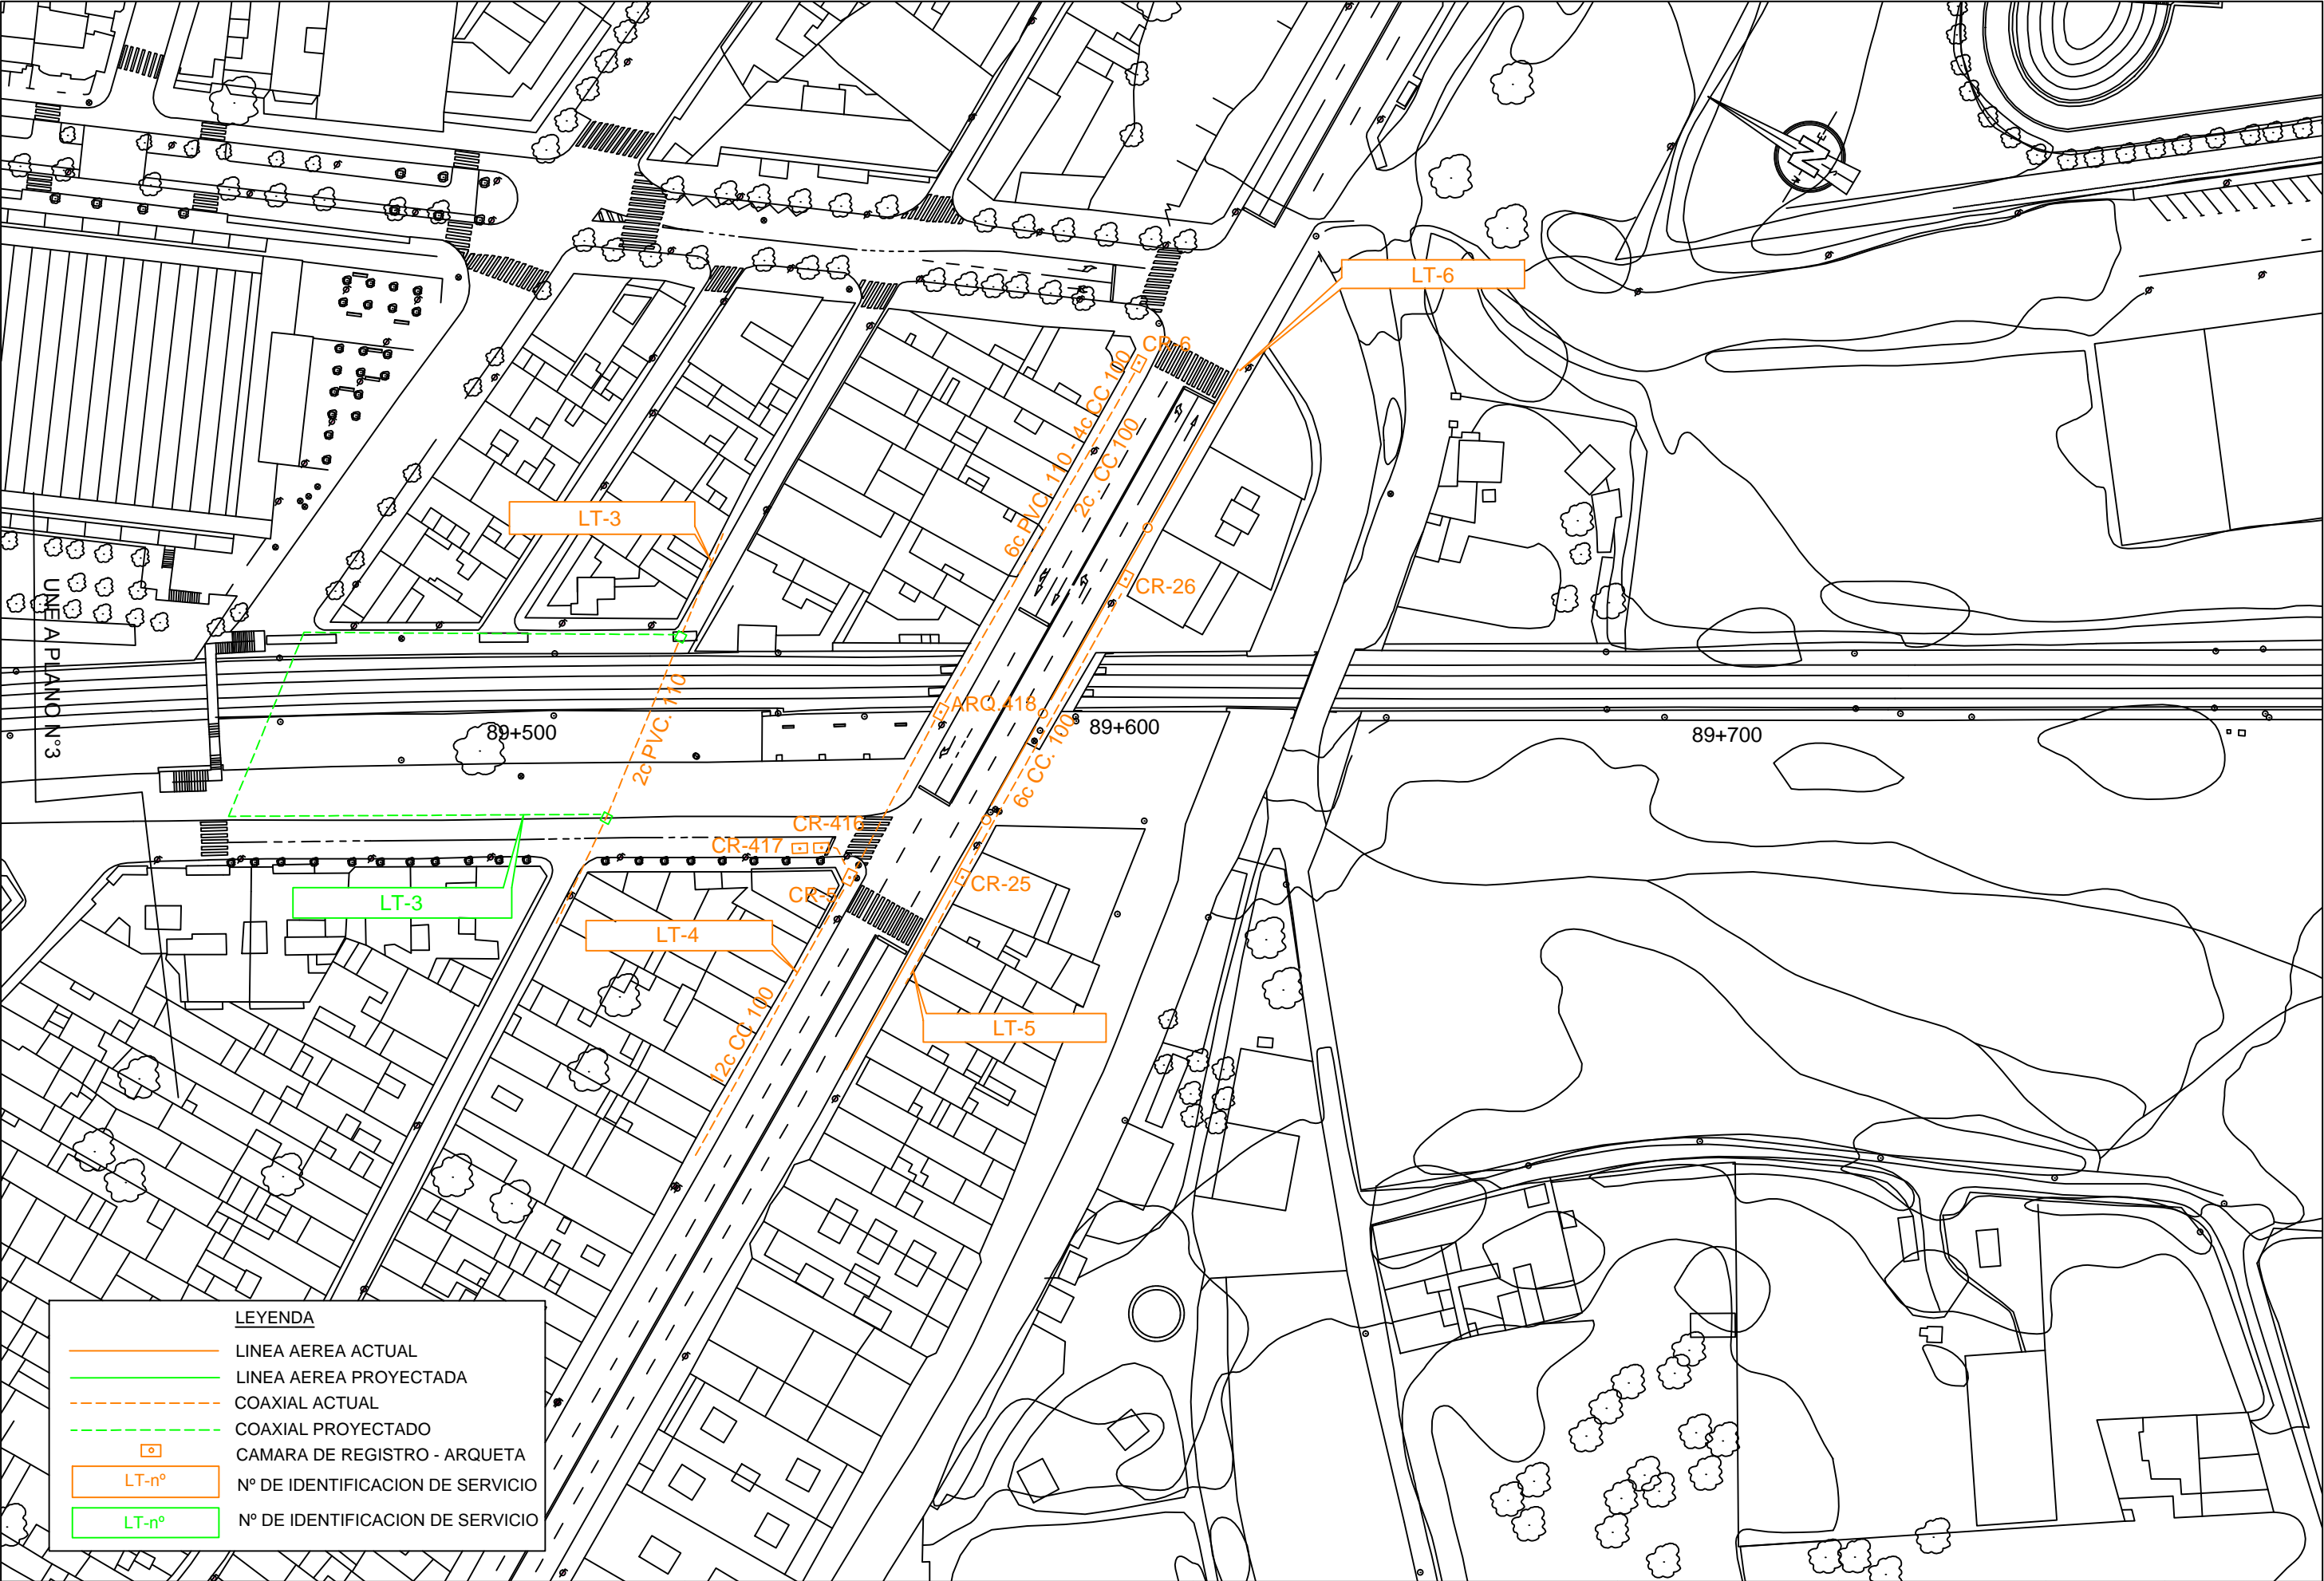 LT-6
CR-6
6c PVC. 110 - 4c CC 100
2c . CC 100
LT-3
CR-26
UNE A PLANO Nº3
2c PVC. 110
ARQ.418
89+500
89+600
89+700
6c CC. 100
CR-416
CR-417
CR-5
CR-25
LT-3
LT-4
LT-5
12c CC 100
N
LEYENDA
LINEA AEREA ACTUAL
LINEA AEREA PROYECTADA
COAXIAL ACTUAL
COAXIAL PROYECTADO
CAMARA DE REGISTRO - ARQUETA
LT-nº Nº DE IDENTIFICACION DE SERVICIO
LT-nº Nº DE IDENTIFICACION DE SERVICIO